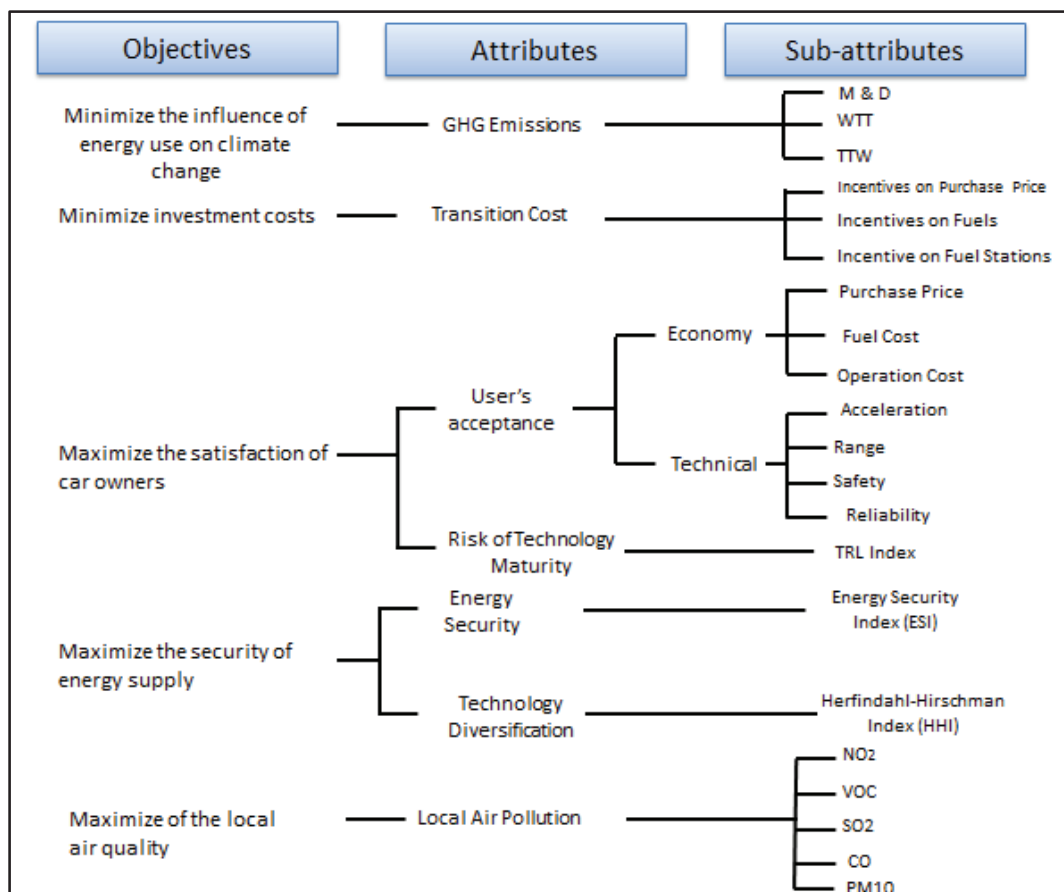 Objectives
Attributes
Sub-attributes
Minimize the influence of
energy use on climate
change
GHG Emissions
M & D
WTT
TTW
Minimize investment costs
Transition Cost
Incentives on Purchase Price
Incentives on Fuels
Incentive on Fuel Stations
Maximize the satisfaction of
car owners
User's
acceptance
Economy
Purchase Price
Fuel Cost
Operation Cost
Technical
Acceleration
Range
Safety
Reliability
Risk of Technology
Maturity
TRL Index
Maximize the security of
energy supply
Energy
Security
Energy Security
Index (ESI)
Technology
Diversification
Herfindahl-Hirschman
Index (HHI)
Maximize of the local
air quality
Local Air Pollution
NO2
VOC
SO2
CO
PM10